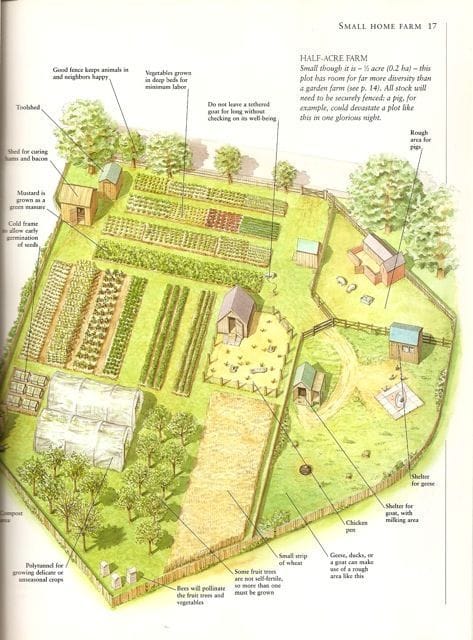 SMALL HOME FARM 17
HALF-ACRE FARM
Small though it is – ½ acre (0.2 ha) – this
plot has room for far more diversity than
a garden farm (see p. 14). All stock will
need to be securely fenced: a pig, for
example, could devastate a plot like
this in one glorious night.
Good fence keeps animals in
and neighbors happy
Vegetables grown
in deep beds for
minimum labor
Do not leave a tethered
goat for long without
checking on its well-being
Toolshed
Rough
area for
pigs
Shed for curing
hams and bacon
Mustard is
grown as a
green manure
Cold frame
to allow early
germination
of seeds
Shelter
for geese
Shelter for
goat, with
milking area
Chicken
pen
Compost
area
Geese, ducks, or
a goat can make
use of a rough
area like this
Small strip
of wheat
Polytunnel for
growing delicate or
unseasonal crops
Some fruit trees
are not self-fertile,
so more than one
must be grown
Bees will pollinate
the fruit trees and
vegetables